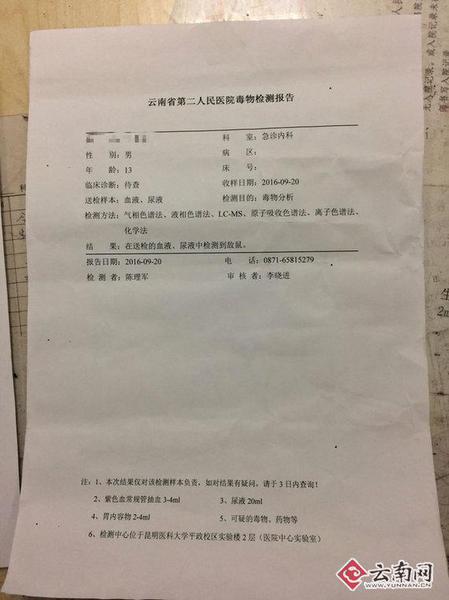 云南省第二人民医院毒物检测报告
科 室：急诊内科
性 别：男 病 区：
年 龄：13 床 号：
临床诊断：待查 收样日期：2016-09-20
送检样本：血液、尿液 检测目的：毒物分析
检测方法：气相色谱法、液相色谱法、LC-MS、原子吸收色谱法、离子色谱法、
化学法
结 果：在送检的血液、尿液中检测到敌鼠。
报告日期：2016-09-20 电 话：0871-65815279
检 测 者：陈理军 审 核 者：李晓进
注：1、本次结果仅对该检测样本负责，如对结果有疑问，请于 3 日内查询！
2、紫色血常规管抽血 3-4ml 3、尿液 20ml
4、胃内容物 2-4ml 5、可疑的毒物、药物等
6、检测中心位于昆明医科大学平政校区实验楼 2 层（医院中心实验室）
云南网
WWW.YUNNAN.CN